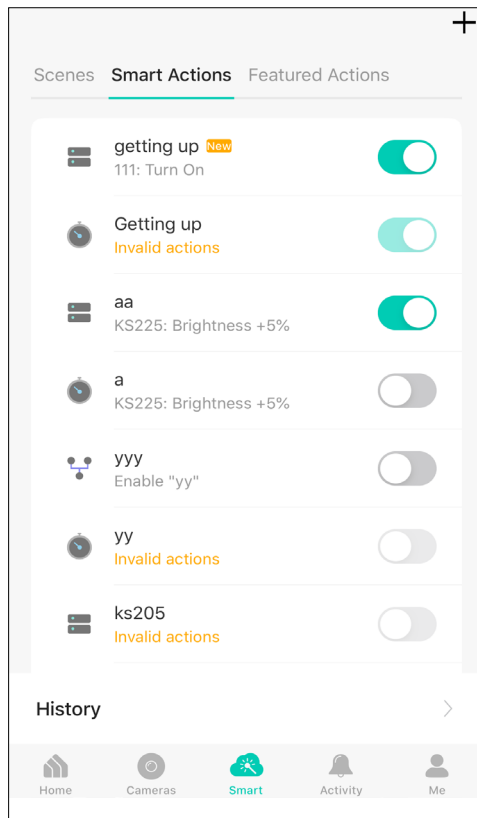 Scenes Smart Actions Featured Actions
getting up New
111: Turn On
Getting up
Invalid actions
aa
KS225: Brightness +5%
a
KS225: Brightness +5%
yyy
Enable "yy"
yy
Invalid actions
ks205
Invalid actions
History
Home Cameras Smart Activity Me